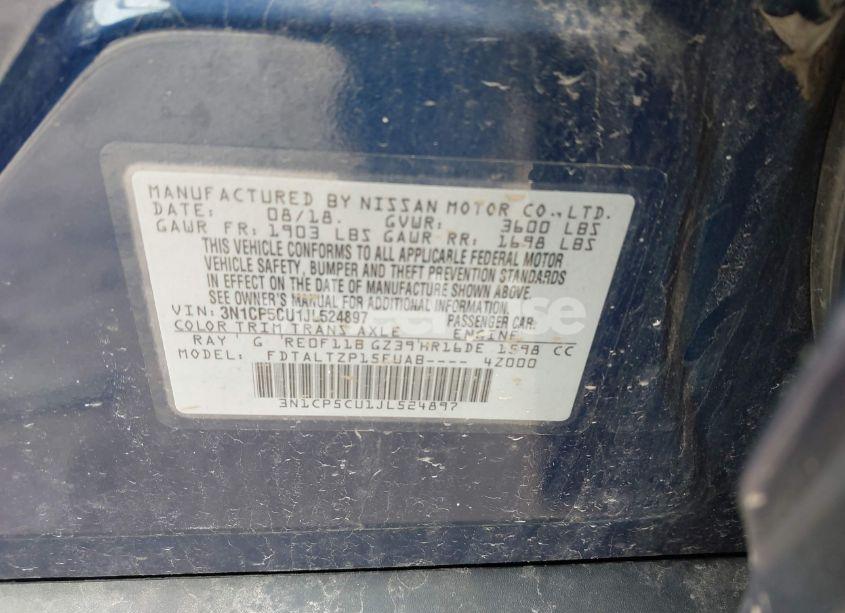 MANUFACTURED BY NISSAN MOTOR CO., LTD.
DATE: 08/18. GVWR: 3600 LBS
GAWR FR: 1903 LBS GAWR RR: 1698 LBS
THIS VEHICLE CONFORMS TO ALL APPLICABLE FEDERAL MOTOR
VEHICLE SAFETY, BUMPER AND THEFT PREVENTION STANDARDS
IN EFFECT ON THE DATE OF MANUFACTURE SHOWN ABOVE.
SEE OWNER'S MANUAL FOR ADDITIONAL INFORMATION.
VIN: 3N1CP5CU1JL524897 PASSENGER CAR.
COLOR TRIM TRANS AXLE ENGINE
RAY G RE0F11B GZ39 HR16DE 1598 CC
MODEL: FDTALTZP15EUAB---- 4Z000
3N1CP5CU1JL524897